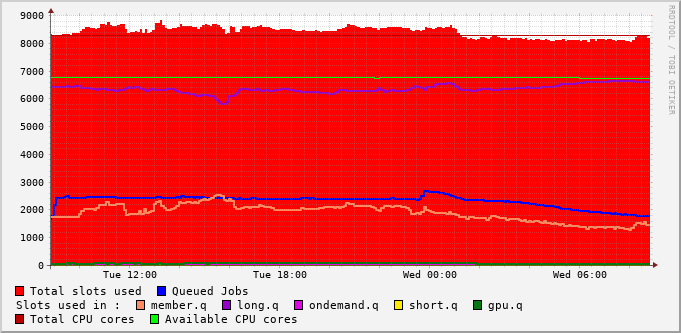 9000
8000
7000
6000
5000
4000
3000
2000
1000
0
Tue 12:00 Tue 18:00 Wed 00:00 Wed 06:00
Total slots used Queued Jobs
Slots used in : member.q long.q ondemand.q short.q gpu.q
Total CPU cores Available CPU cores
RRDTOOL / TOBI OETIKER